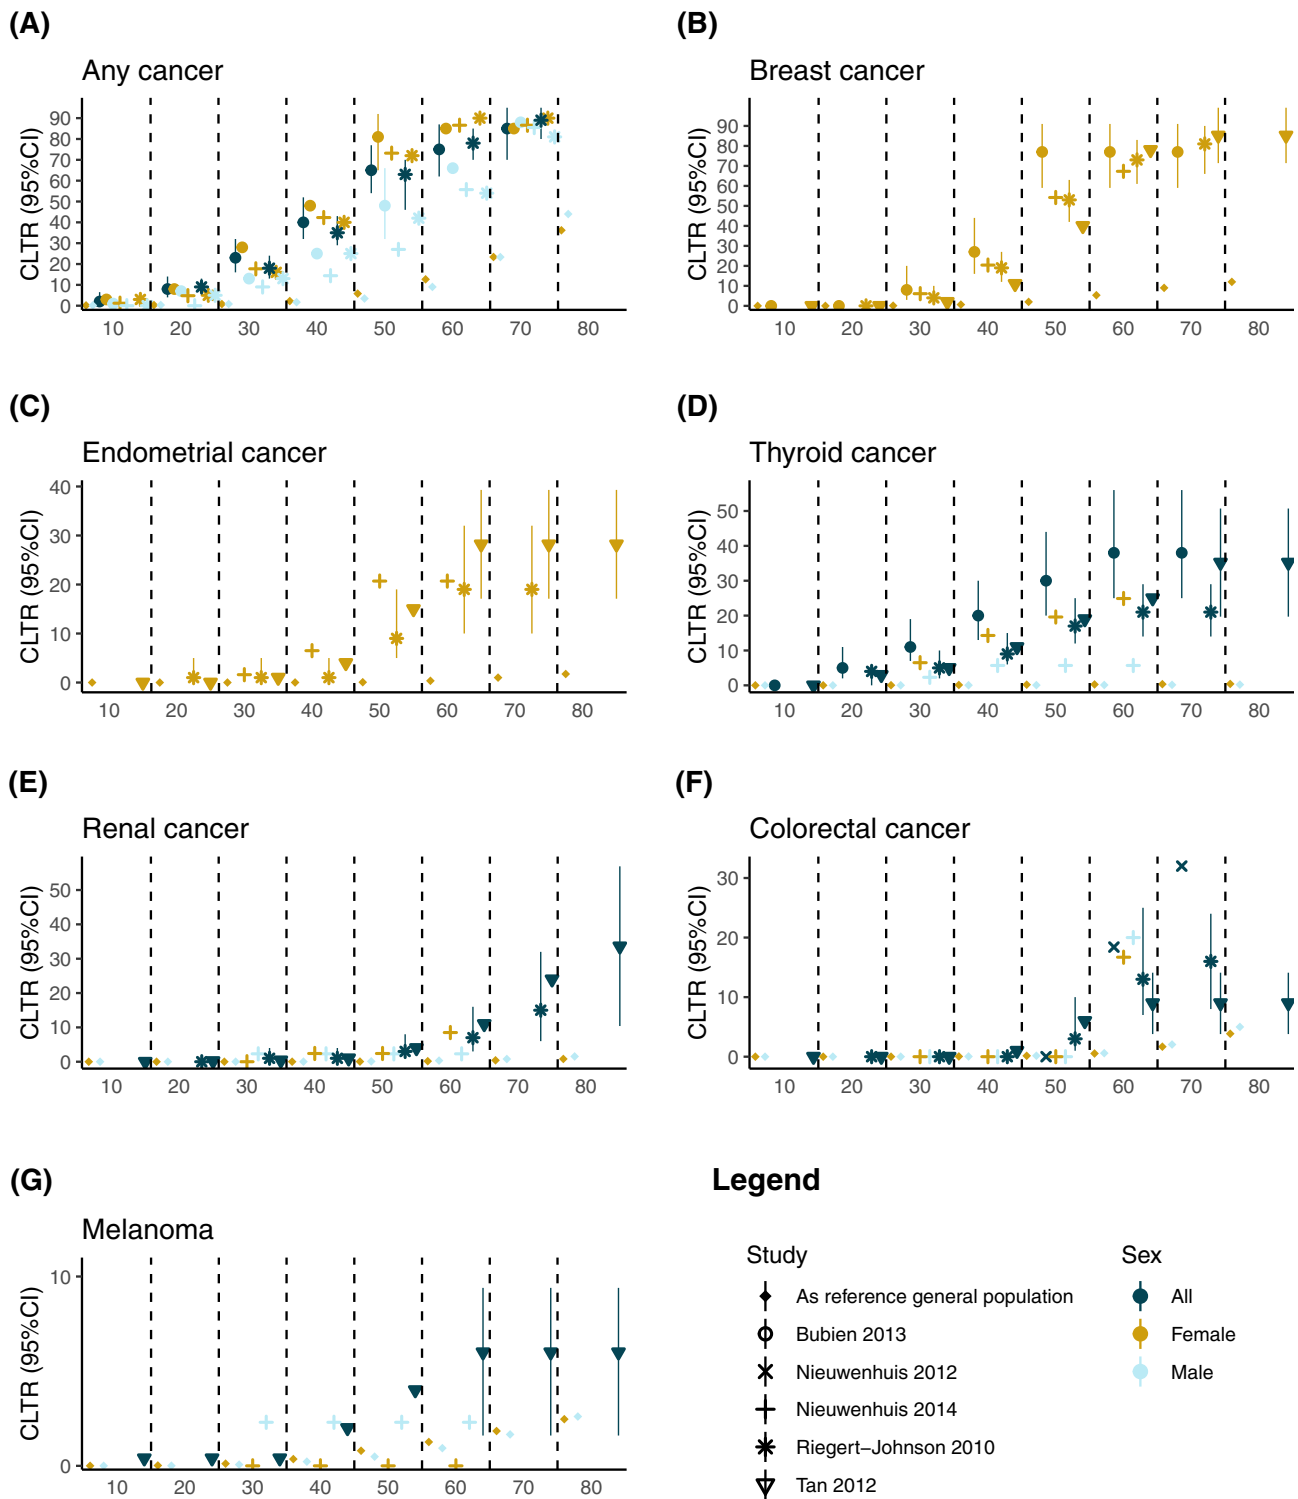 (A)
Any cancer
CLTR (95%CI)
90
80
70
60
50
40
30
20
10
0
10 20 30 40 50 60 70 80
(B)
Breast cancer
CLTR (95%CI)
90
80
70
60
50
40
30
20
10
0
10 20 30 40 50 60 70 80
(C)
Endometrial cancer
CLTR (95%CI)
40
30
20
10
0
10 20 30 40 50 60 70 80
(D)
Thyroid cancer
CLTR (95%CI)
50
40
30
20
10
0
10 20 30 40 50 60 70 80
(E)
Renal cancer
CLTR (95%CI)
50
40
30
20
10
0
10 20 30 40 50 60 70 80
(F)
Colorectal cancer
CLTR (95%CI)
30
20
10
0
10 20 30 40 50 60 70 80
(G)
Melanoma
CLTR (95%CI)
10
0
10 20 30 40 50 60 70 80
Legend
Study
As reference general population
Bubien 2013
Nieuwenhuis 2012
Nieuwenhuis 2014
Riegert–Johnson 2010
Tan 2012
Sex
All
Female
Male